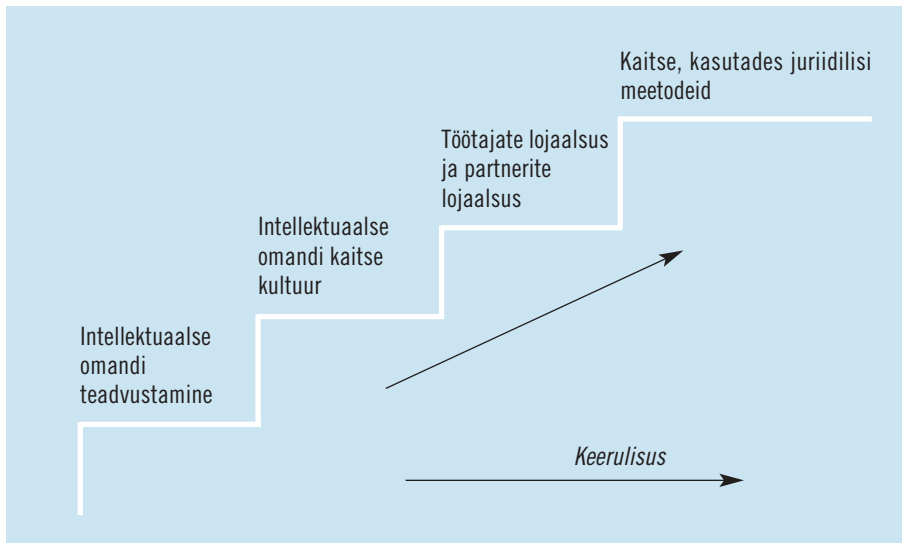 Kaitse, kasutades juriidilisi
meetodeid
Töötajate lojaalsus
ja partnerite
lojaalsus
Intellektuaalse
omandi kaitse
kultuur
Intellektuaalse
omandi
teadvustamine
Keerulisus